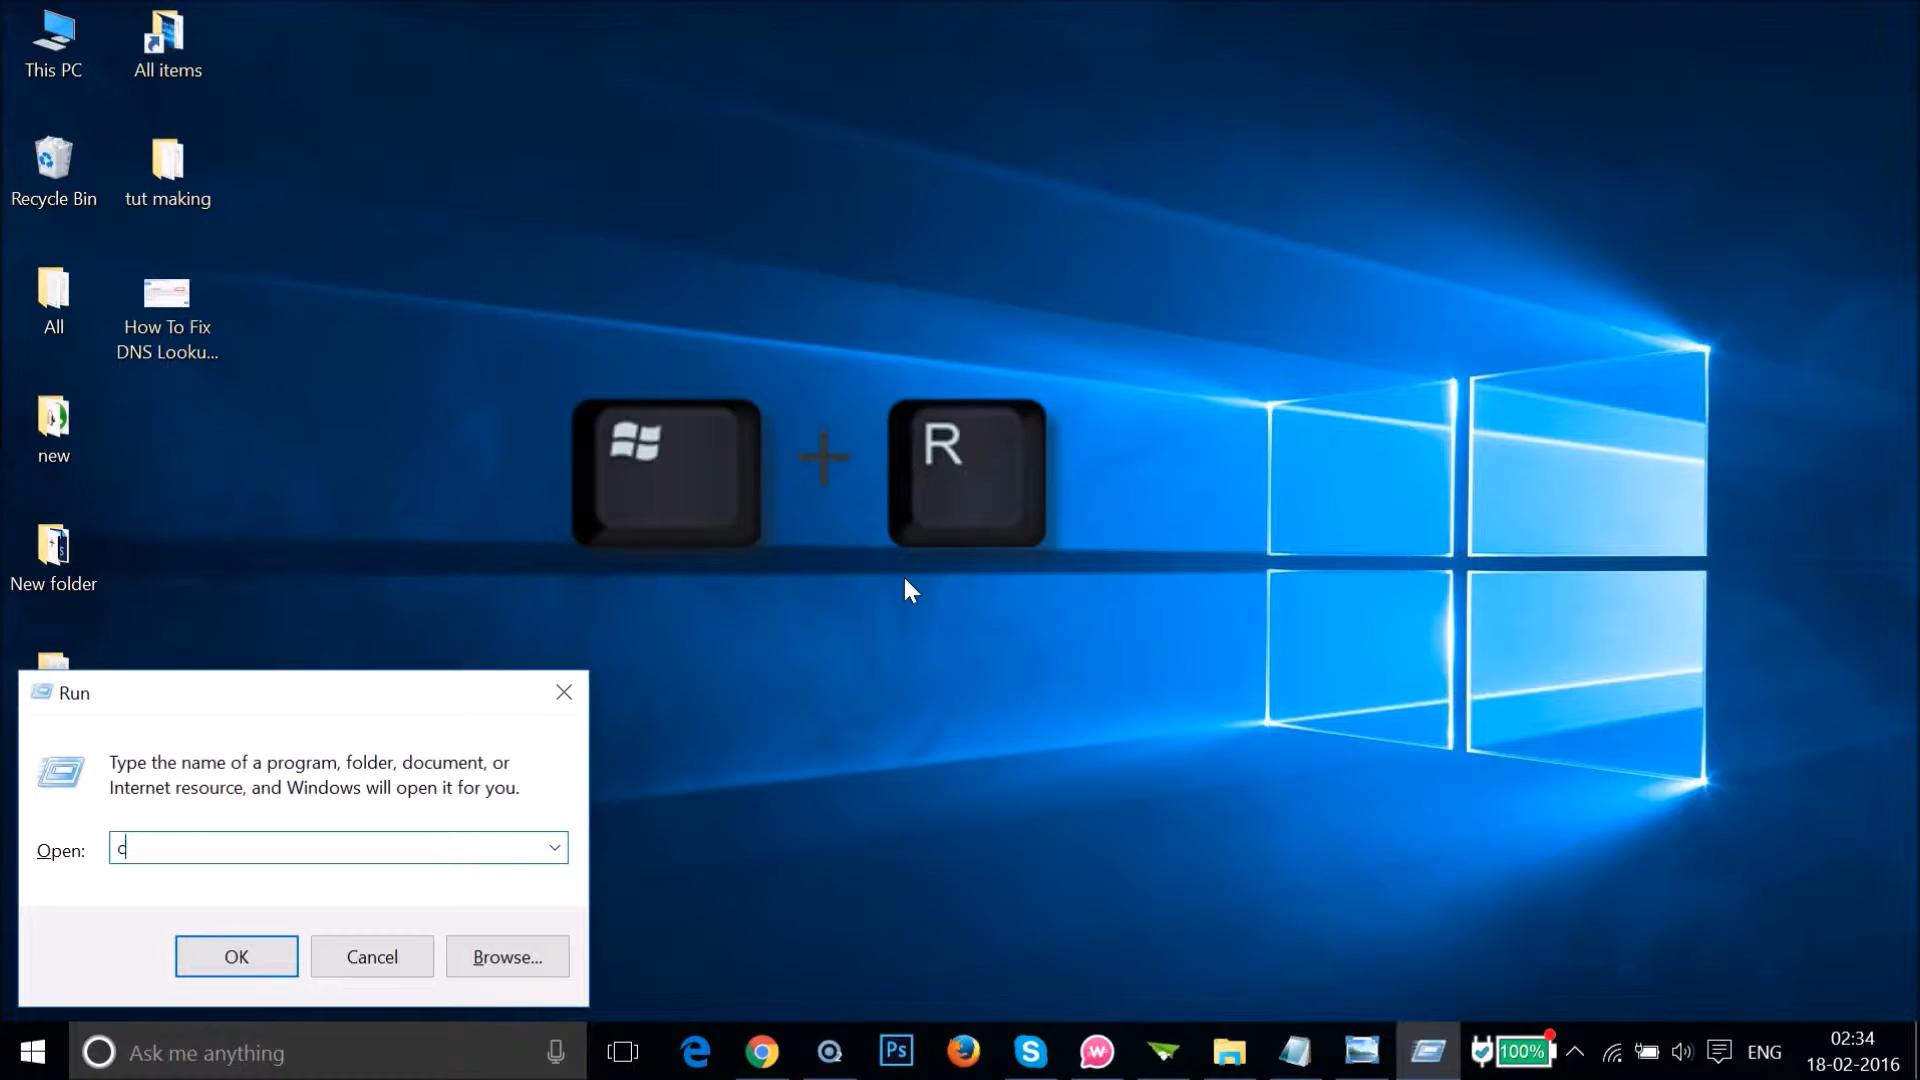 This PC
All items
Recycle Bin
tut making
All
How To Fix
DNS Looku...
new
New folder
R
Run
Type the name of a program, folder, document, or
Internet resource, and Windows will open it for you.
Open:
c
OK
Cancel
Browse...
Ask me anything
Ps
100%
ENG
02:34
18-02-2016